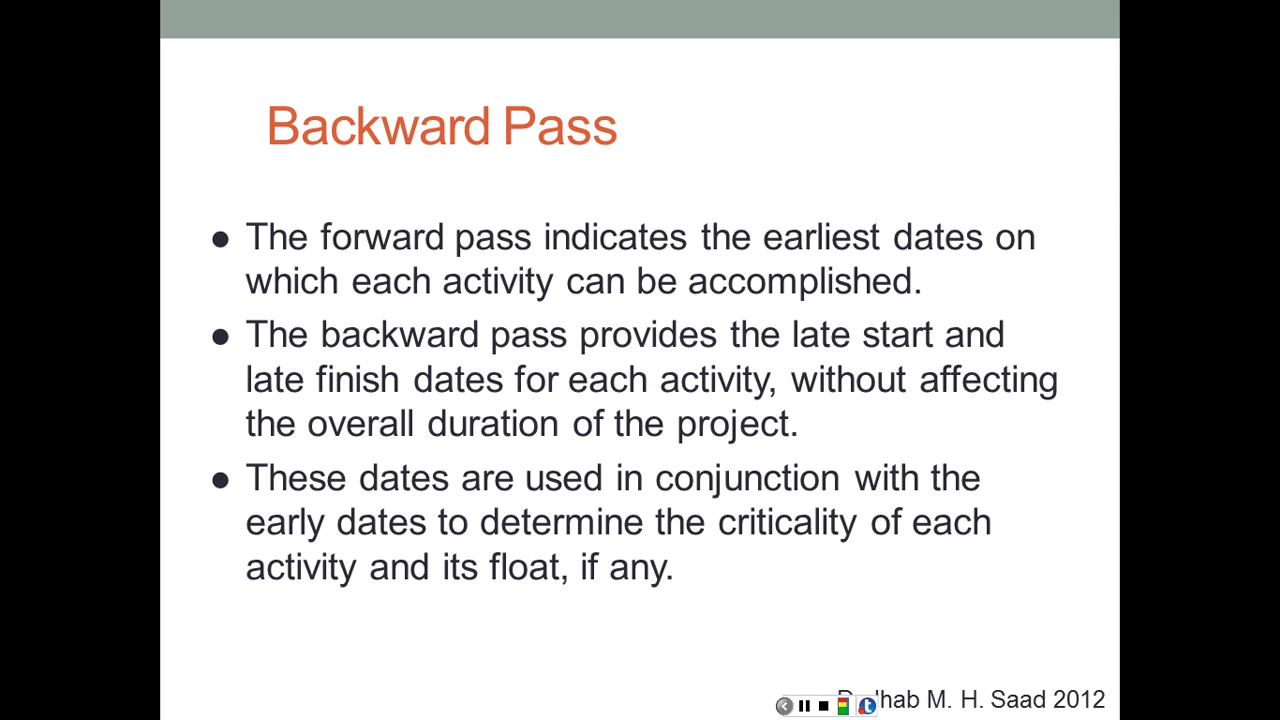 Backward Pass
● The forward pass indicates the earliest dates on
which each activity can be accomplished.
● The backward pass provides the late start and
late finish dates for each activity, without affecting
the overall duration of the project.
● These dates are used in conjunction with the
early dates to determine the criticality of each
activity and its float, if any.
M. H. Saad 2012